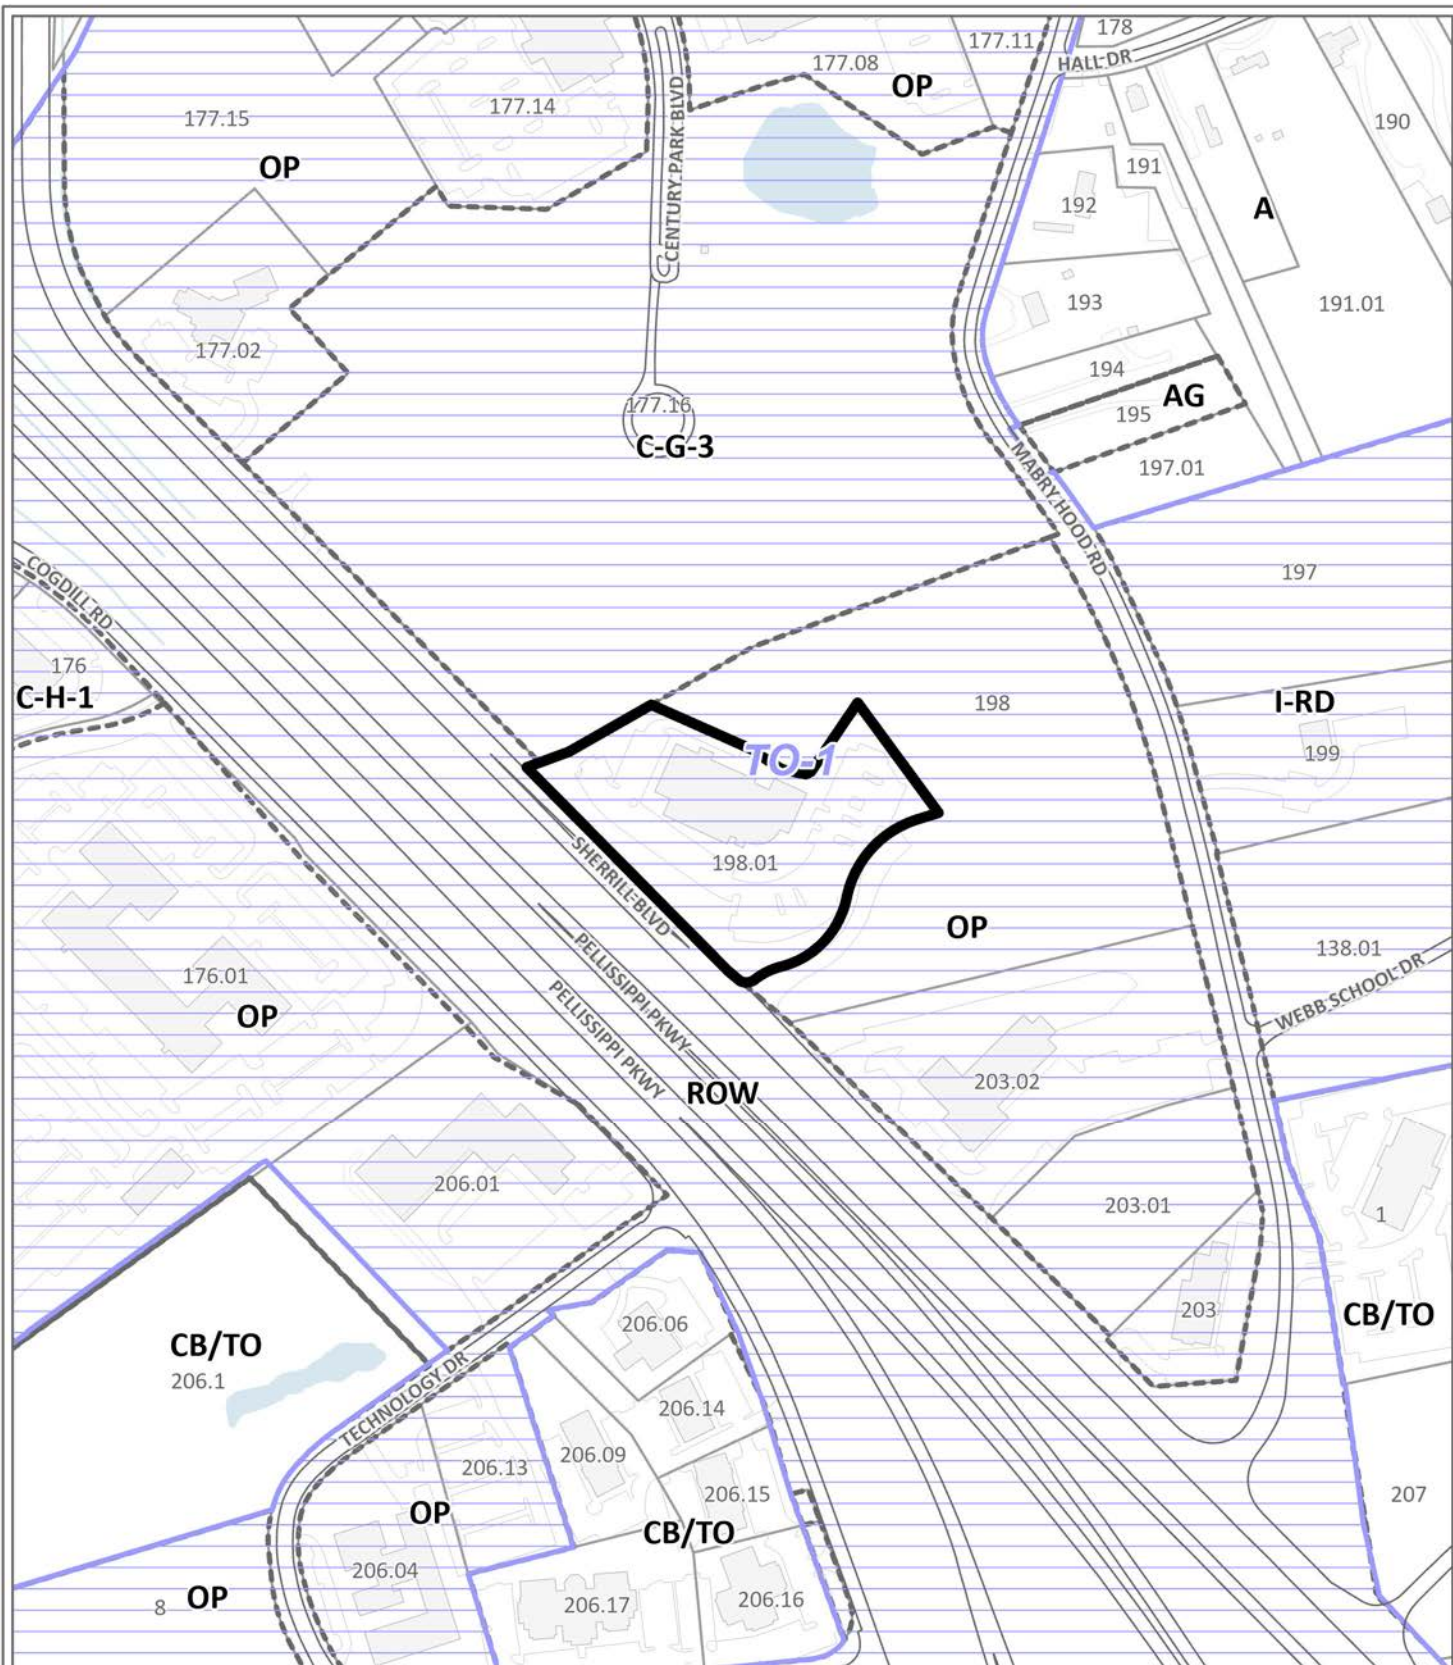 178
177.11
HALL DR
177.08
OP
177.14
177.15
CENTURY PARK BLVD
190
OP
191
192
A
193
191.01
177.02
194
AG
177.16
195
C-G-3
197.01
MABRY HOOD RD
COGDILL RD
197
176
C-H-1
198
I-RD
TO-1
199
198.01
SHERRILL BLVD
OP
138.01
WEBB SCHOOL DR
176.01
PELLISSIPPI PKWY
PELLISSIPPI PKWY
OP
203.02
ROW
206.01
203.01
1
203
CB/TO
206.06
CB/TO
206.1
TECHNOLOGY DR
206.14
206.09
206.13
206.15
207
OP
CB/TO
206.04
206.16
206.17
8
OP